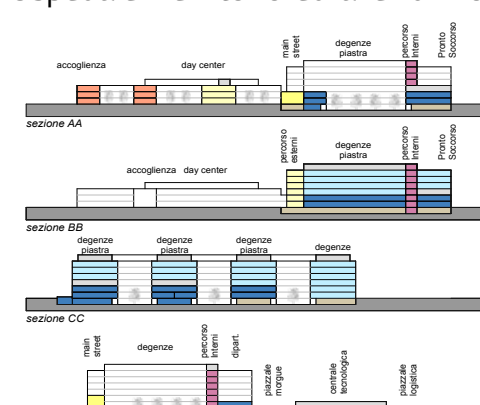 accoglienza
day center
main
street
degenze
piastra
percorso
Interni
Pronto
Soccorso
sezione AA
accoglienza day center
percorso
esterni
degenze
piastra
percorso
Interni
Pronto
Soccorso
sezione BB
degenze
piastra
degenze
piastra
degenze
piastra
degenze
sezione CC
main
street
degenze
percorso
Interni
dipart.
piazzale
morgue
centrale
tecnologica
piazzale
logistica